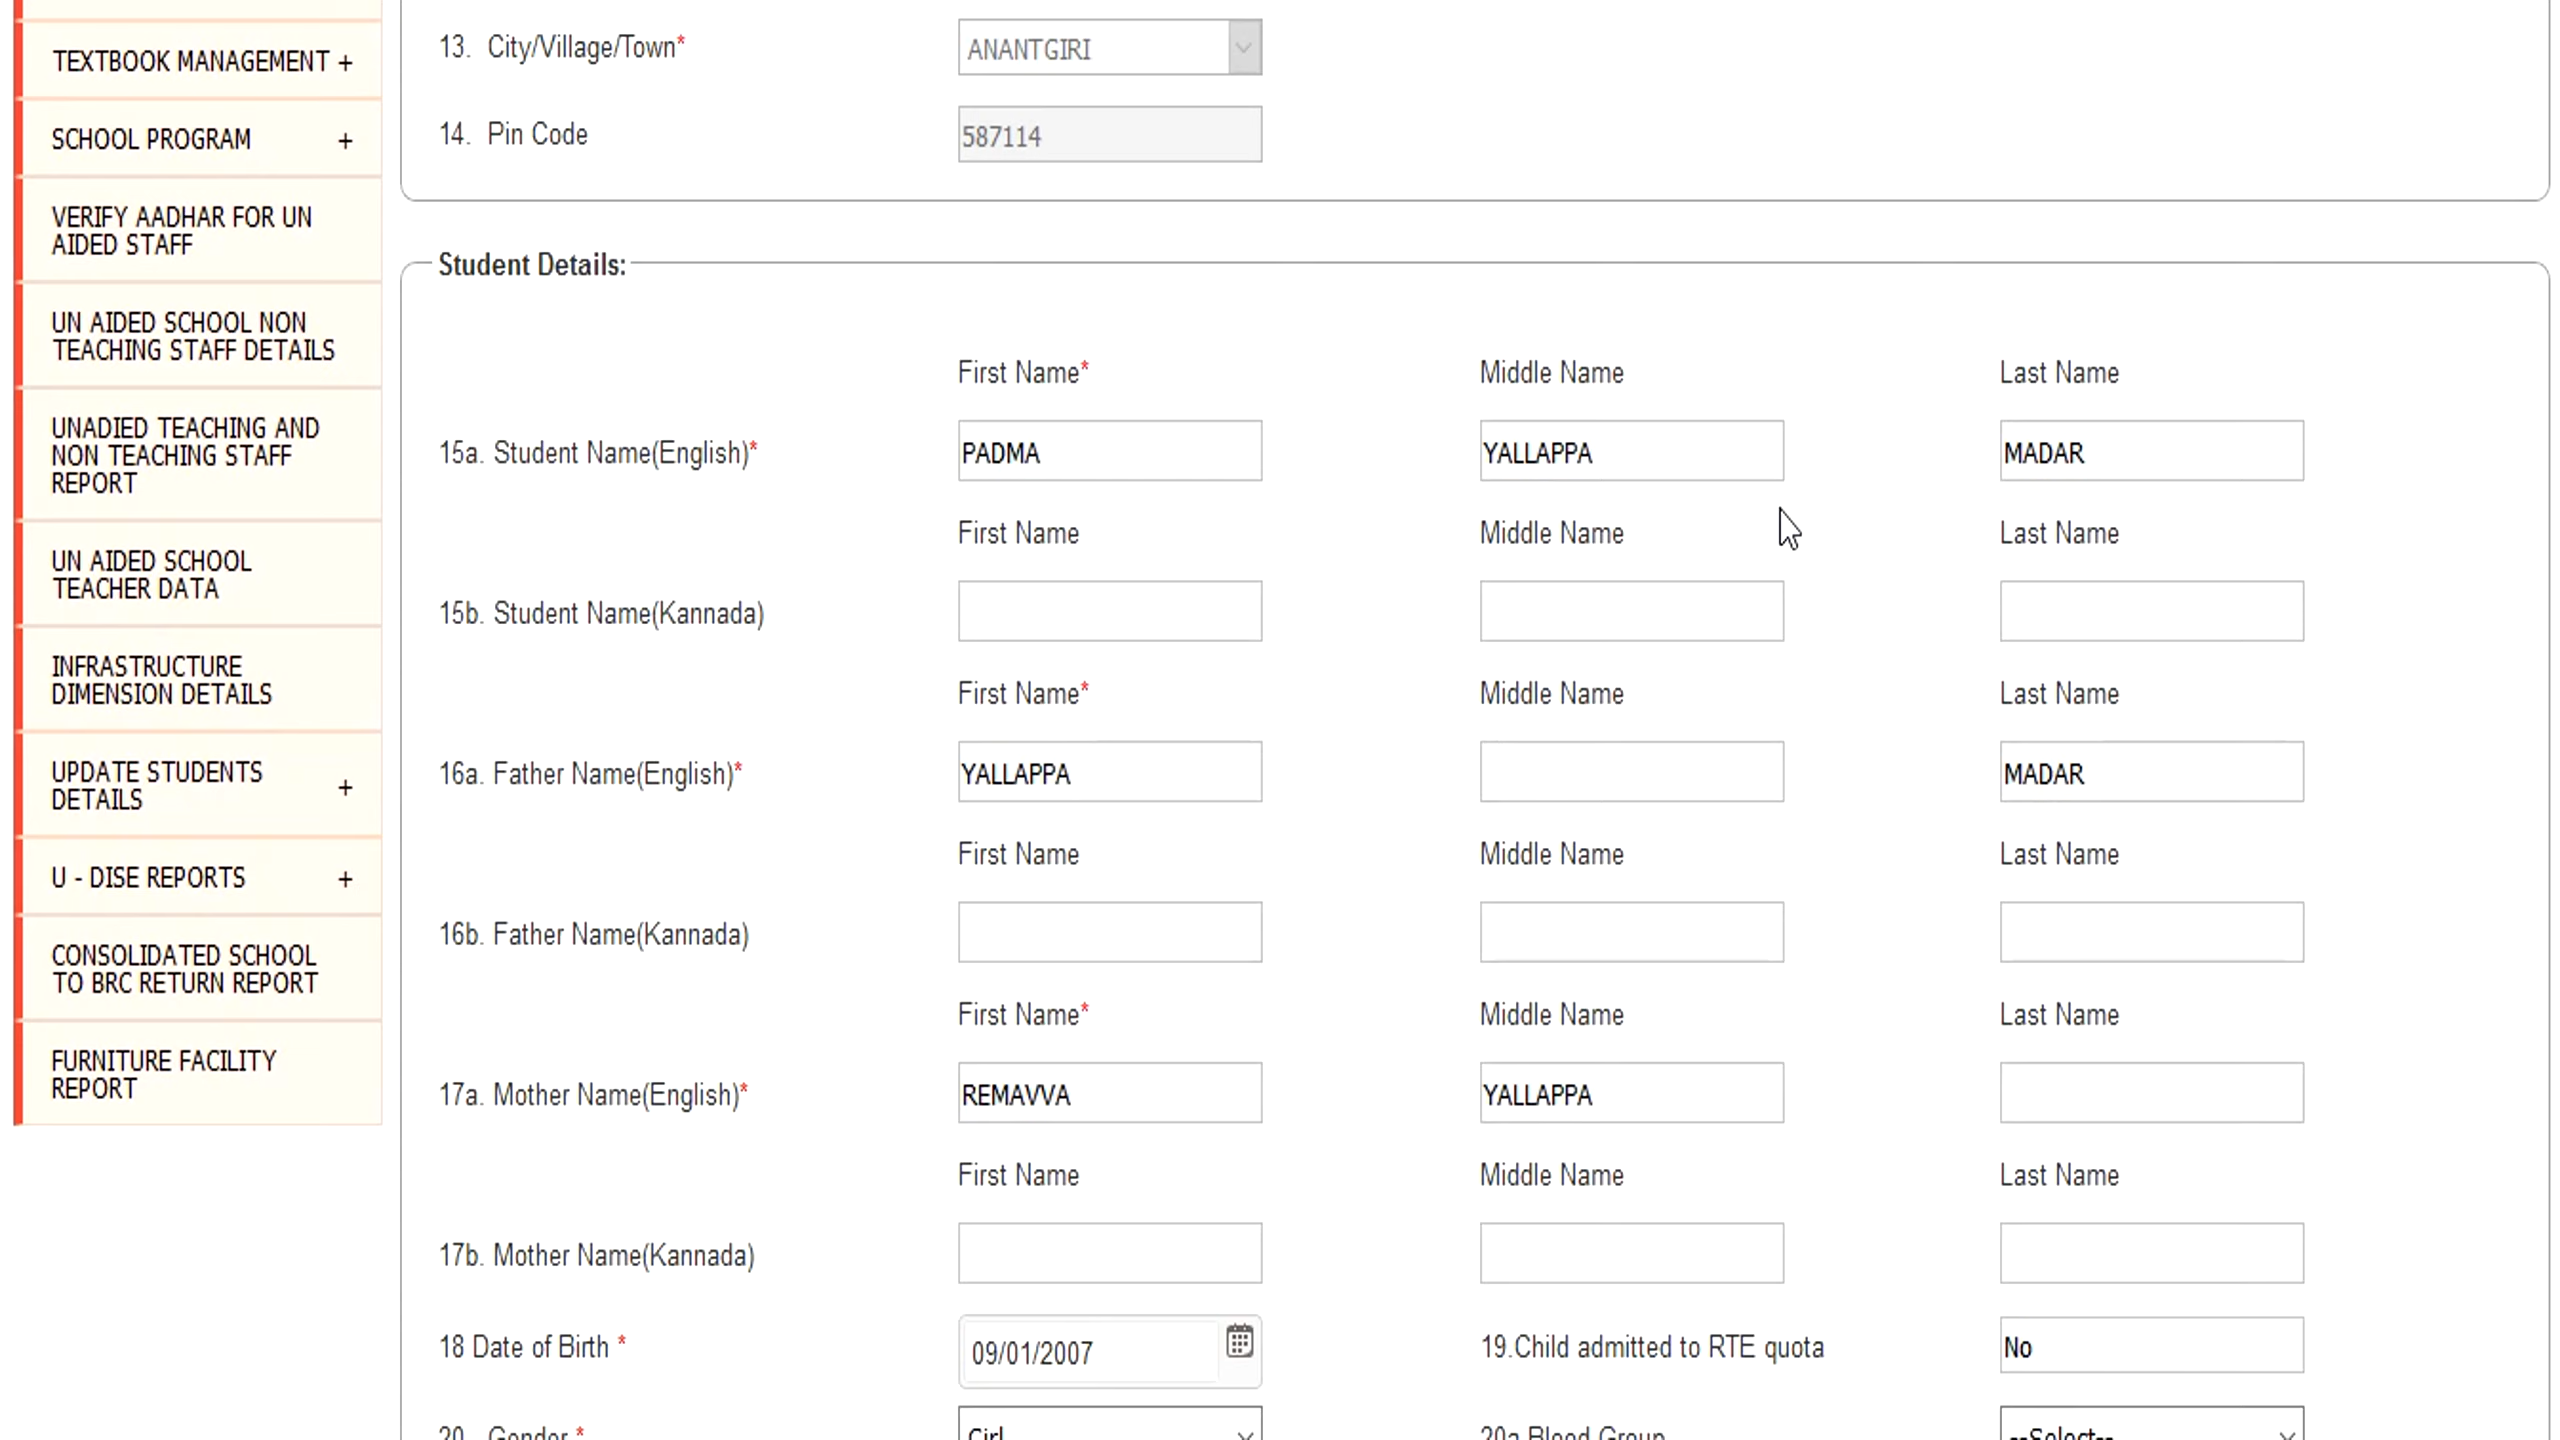 TEXTBOOK MANAGEMENT +
SCHOOL PROGRAM +
VERIFY AADHAR FOR UN
AIDED STAFF
UN AIDED SCHOOL NON
TEACHING STAFF DETAILS
UNADIED TEACHING AND
NON TEACHING STAFF
REPORT
UN AIDED SCHOOL
TEACHER DATA
INFRASTRUCTURE
DIMENSION DETAILS
UPDATE STUDENTS
DETAILS +
U - DISE REPORTS +
CONSOLIDATED SCHOOL
TO BRC RETURN REPORT
FURNITURE FACILITY
REPORT
13. City/Village/Town* ANANTGIRI
14. Pin Code 587114
Student Details:
First Name* Middle Name Last Name
15a. Student Name(English)* PADMA YALLAPPA MADAR
First Name Middle Name Last Name
15b. Student Name(Kannada)
First Name* Middle Name Last Name
16a. Father Name(English)* YALLAPPA MADAR
First Name Middle Name Last Name
16b. Father Name(Kannada)
First Name* Middle Name Last Name
17a. Mother Name(English)* REMAVVA YALLAPPA
First Name Middle Name Last Name
17b. Mother Name(Kannada)
18 Date of Birth * 09/01/2007 19.Child admitted to RTE quota No
20. Gender * Girl 20a Blood Group --Select--